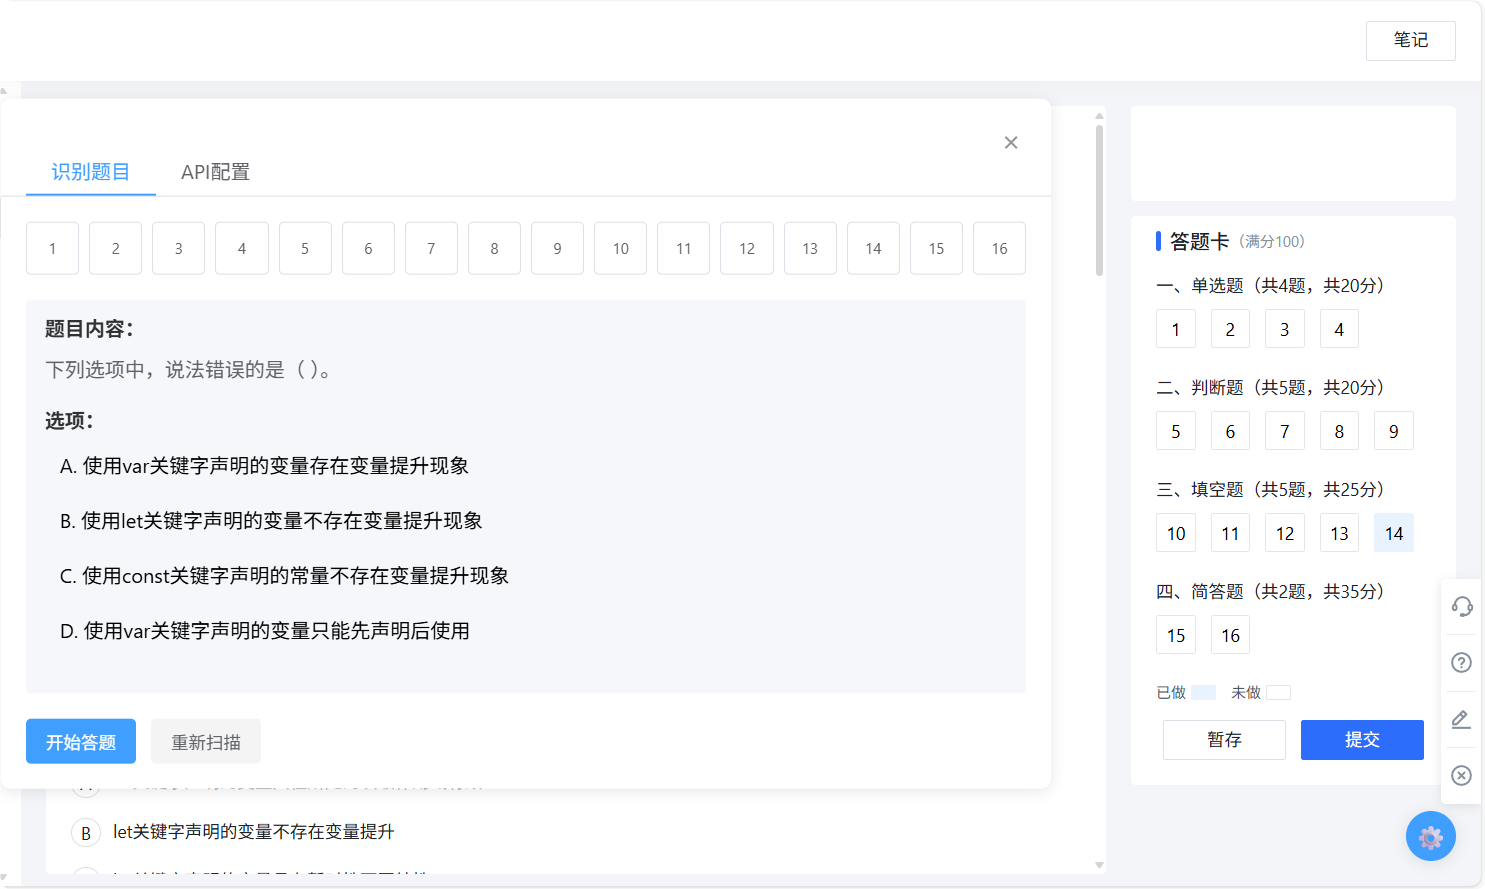 笔记
识别题目 API配置
1 2 3 4 5 6 7 8 9 10 11 12 13 14 15 16
题目内容：
下列选项中，说法错误的是（ ）。
选项：
A. 使用var关键字声明的变量存在变量提升现象
B. 使用let关键字声明的变量不存在变量提升现象
C. 使用const关键字声明的常量不存在变量提升现象
D. 使用var关键字声明的变量只能先声明后使用
开始答题 重新扫描
B let关键字声明的变量不存在变量提升
答题卡（满分100）
一、单选题（共4题，共20分）
1 2 3 4
二、判断题（共5题，共20分）
5 6 7 8 9
三、填空题（共5题，共25分）
10 11 12 13 14
四、简答题（共2题，共35分）
15 16
已做 未做
暂存 提交